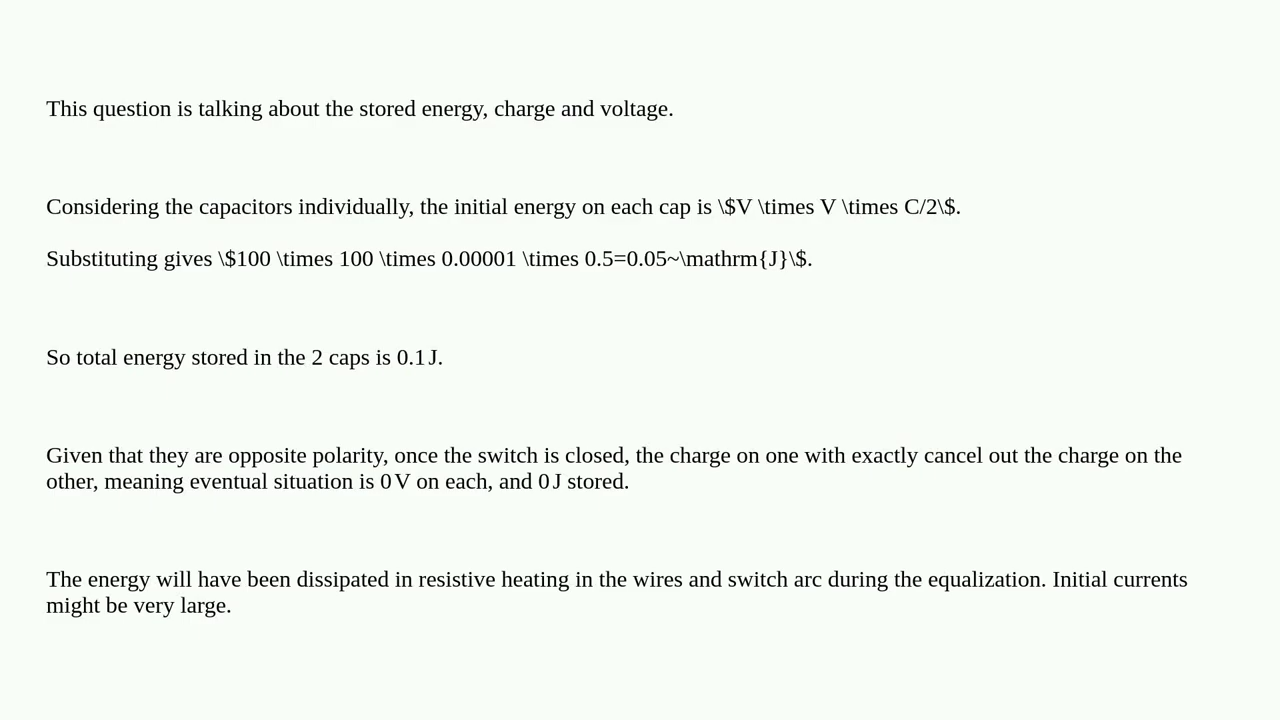 This question is talking about the stored energy, charge and voltage.
Considering the capacitors individually, the initial energy on each cap is \$V \times V \times C/2\$.
Substituting gives \$100 \times 100 \times 0.00001 \times 0.5=0.05~\mathrm{J}\$.
So total energy stored in the 2 caps is 0.1 J.
Given that they are opposite polarity, once the switch is closed, the charge on one with exactly cancel out the charge on the
other, meaning eventual situation is 0 V on each, and 0 J stored.
The energy will have been dissipated in resistive heating in the wires and switch arc during the equalization. Initial currents
might be very large.